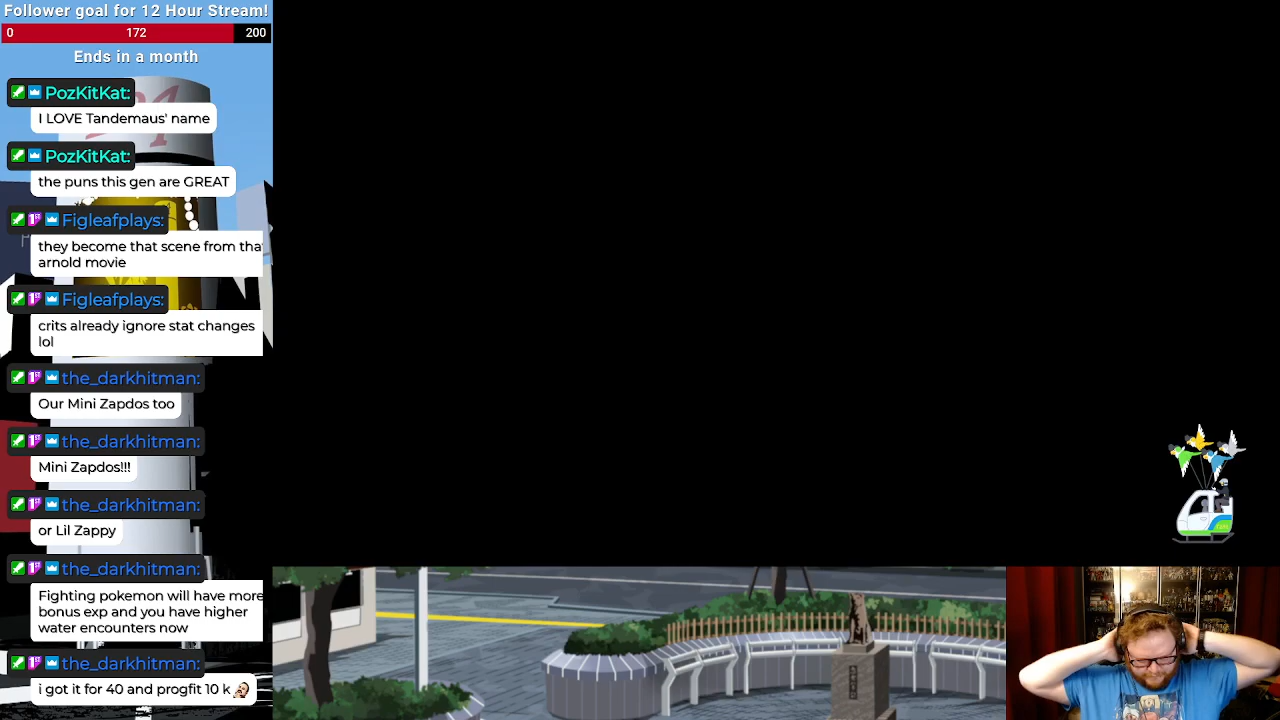 Follower goal for 12 Hour Stream!
0 172 200
Ends in a month
PozKitKat:
I LOVE Tandemaus' name
PozKitKat:
the puns this gen are GREAT
Figleafplays:
they become that scene from that
arnold movie
Figleafplays:
crits already ignore stat changes
lol
the_darkhitman:
Our Mini Zapdos too
the_darkhitman:
Mini Zapdos!!!
the_darkhitman:
or Lil Zappy
the_darkhitman:
Fighting pokemon will have more
bonus exp and you have higher
water encounters now
the_darkhitman:
i got it for 40 and progfit 10 k